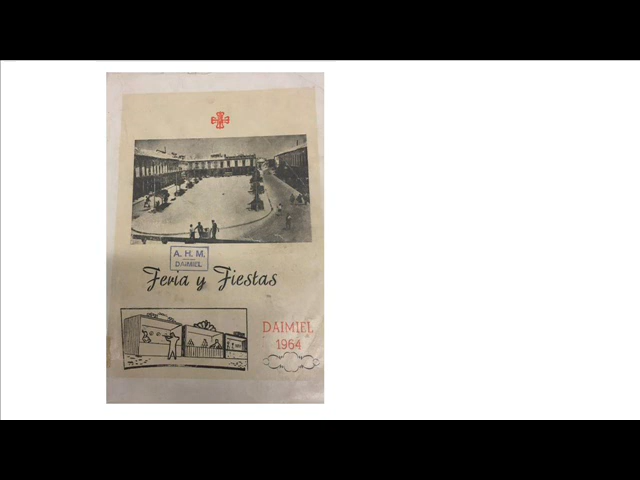 A. H. M.
DAIMIEL
Feria y Fiestas
DAIMIEL
1964